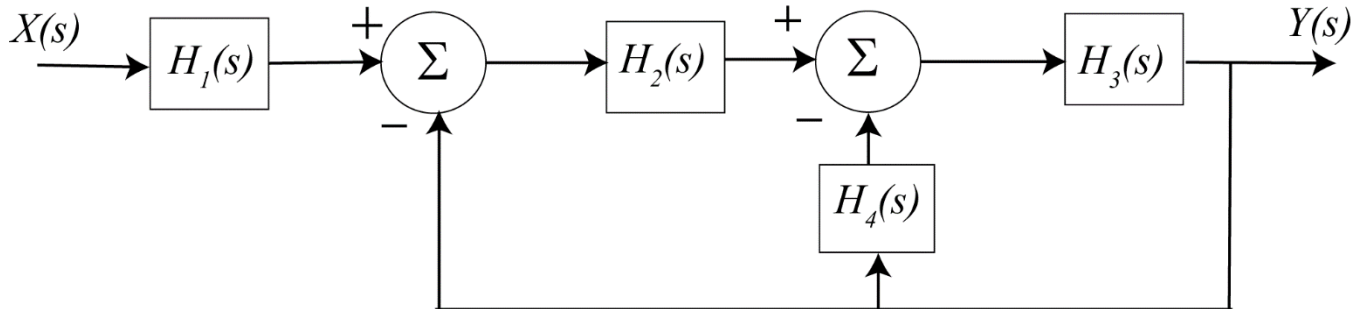 X(s)
H₁(s)
+
Σ
−
H₂(s)
+
Σ
−
H₃(s)
Y(s)
H₄(s)